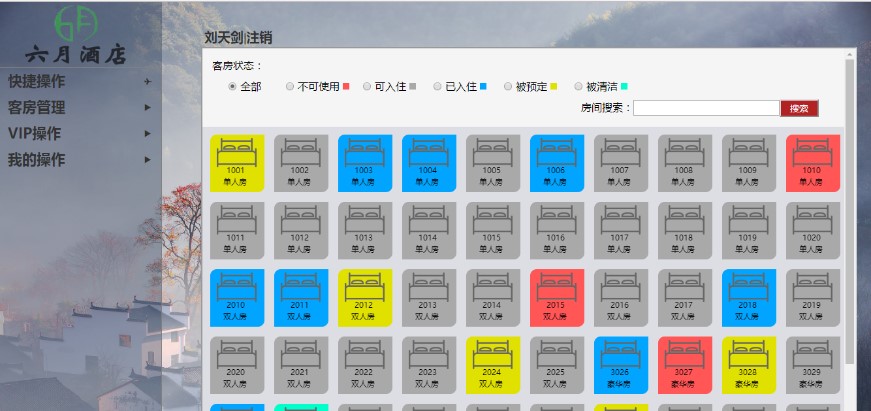 六月酒店
快捷操作
客房管理
VIP操作
我的操作
刘天剑|注销
客房状态：
全部 不可使用 可入住 已入住 被预定 被清洁
房间搜索： 搜索
1001 1002 1003 1004 1005 1006 1007 1008 1009 1010
单人房 单人房 单人房 单人房 单人房 单人房 单人房 单人房 单人房 单人房
1011 1012 1013 1014 1015 1016 1017 1018 1019 1020
单人房 单人房 单人房 单人房 单人房 单人房 单人房 单人房 单人房 单人房
2010 2011 2012 2013 2014 2015 2016 2017 2018 2019
双人房 双人房 双人房 双人房 双人房 双人房 双人房 双人房 双人房 双人房
2020 2021 2022 2023 2024 2025 3026 3027 3028 3029
双人房 双人房 双人房 双人房 双人房 双人房 豪华房 豪华房 豪华房 豪华房